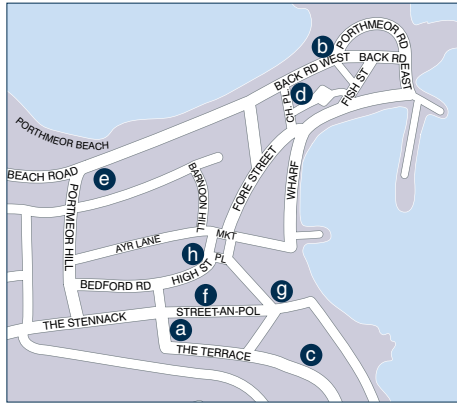 b
PORTHMEOR RD
BACK RD WEST
BACK RD
EAST
d
CH. PL
FISH ST
PORTHMEOR BEACH
BEACH ROAD
e
BARNOON HILL
FORE STREET
WHARF
PORTMEOR HILL
AYR LANE
MKT
PL
h
HIGH ST
BEDFORD RD
f
g
STREET-AN-POL
THE STENNACK
a
THE TERRACE
c